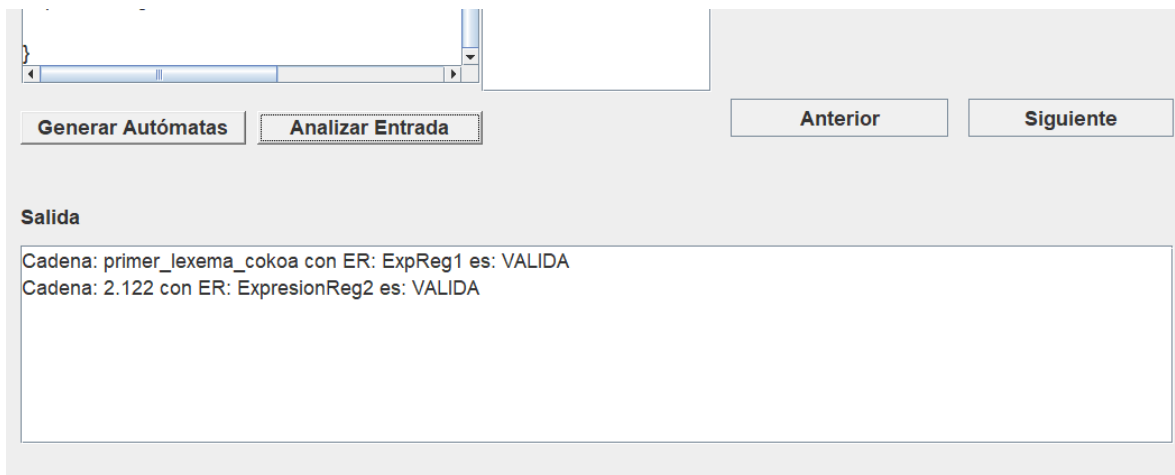 }
Generar Autómatas
Analizar Entrada
Anterior
Siguiente
Salida
Cadena: primer_lexema_cokoa con ER: ExpReg1 es: VALIDA
Cadena: 2.122 con ER: ExpresionReg2 es: VALIDA